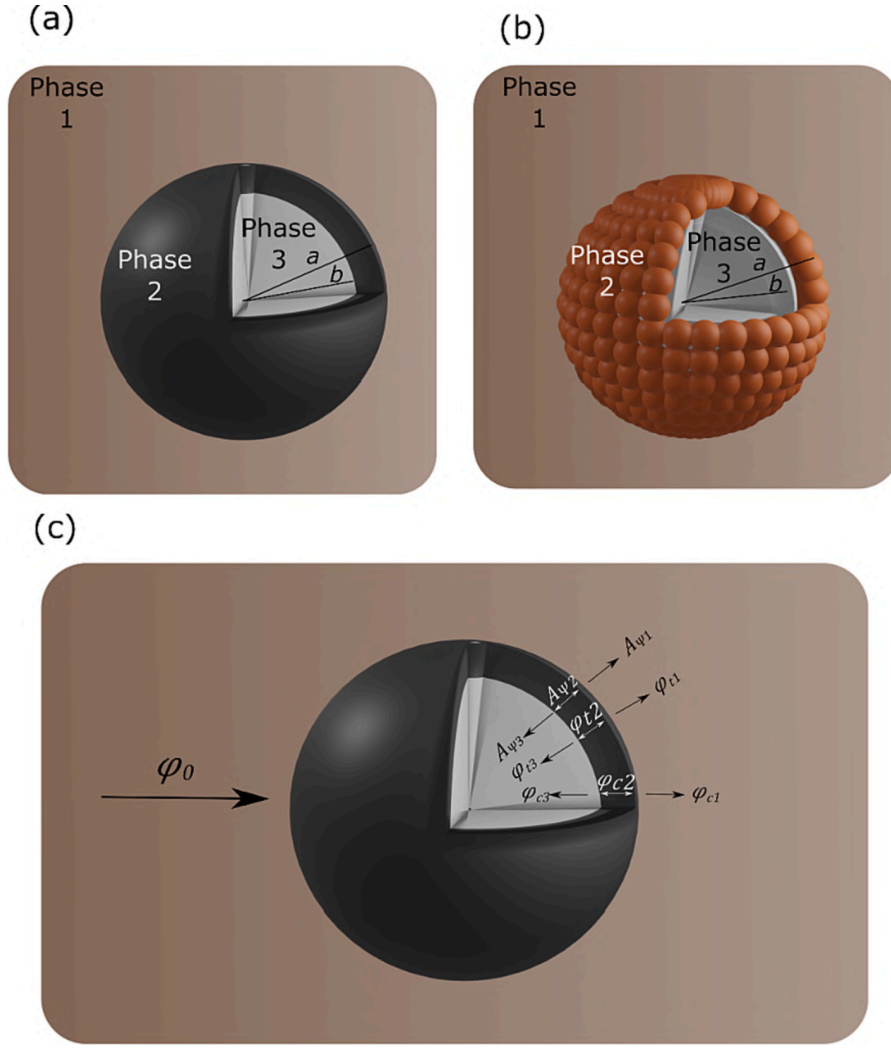 (a)
Phase
1
Phase
2
Phase
3
a
b
(b)
Phase
1
Phase
2
Phase
3
a
b
(c)
φ₀
Aψ1
Aψ2
φt1
Aψ3
φt2
φt3
φc3
φc2
φc1